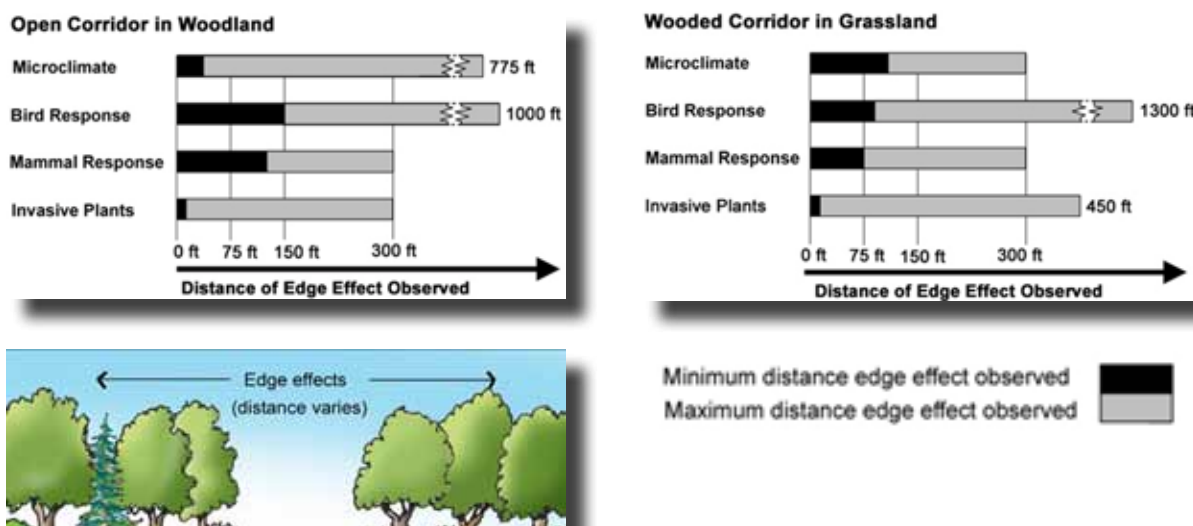 Open Corridor in Woodland
Microclimate
775 ft
Bird Response
1000 ft
Mammal Response
Invasive Plants
0 ft 75 ft 150 ft 300 ft
Distance of Edge Effect Observed
Wooded Corridor in Grassland
Microclimate
Bird Response
1300 ft
Mammal Response
Invasive Plants
450 ft
0 ft 75 ft 150 ft 300 ft
Distance of Edge Effect Observed
Edge effects
(distance varies)
Minimum distance edge effect observed
Maximum distance edge effect observed